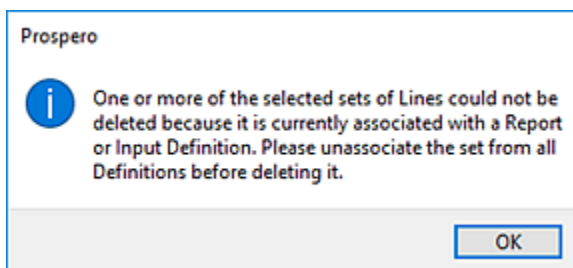 Prospero
One or more of the selected sets of Lines could not be
deleted because it is currently associated with a Report
or Input Definition. Please unassociate the set from all
Definitions before deleting it.
OK